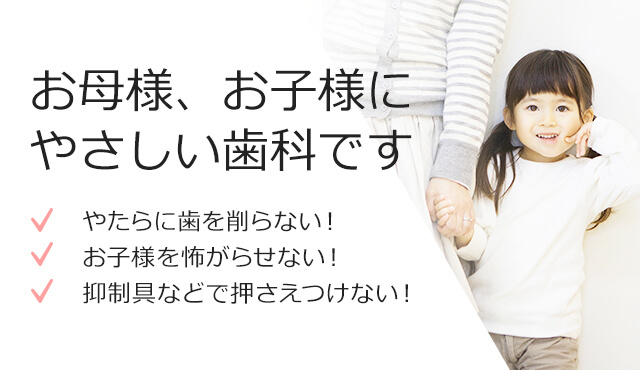 お母様、お子様に
やさしい歯科です
やたらに歯を削らない！
お子様を怖がらせない！
抑制具などで押さえつけない！